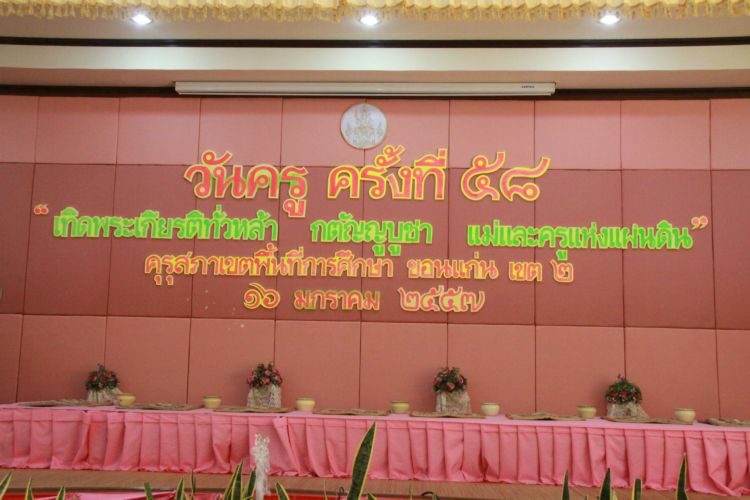 วันครู ครั้งที่ ๕๘
“เทิดพระเกียรติทั่วหล้า กตัญญูบูชา แม่และครูแห่งแผ่นดิน”
คุรุสภาเขตพื้นที่การศึกษา ขอนแก่น เขต ๒
๑๖ มกราคม ๒๕๕๗